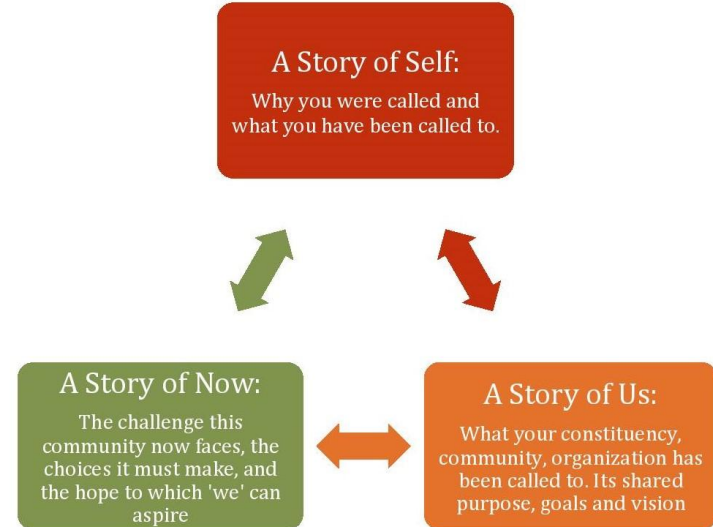 A Story of Self:
Why you were called and
what you have been called to.
A Story of Now:
The challenge this
community now faces, the
choices it must make, and
the hope to which 'we' can
aspire
A Story of Us:
What your constituency,
community, organization has
been called to. Its shared
purpose, goals and vision